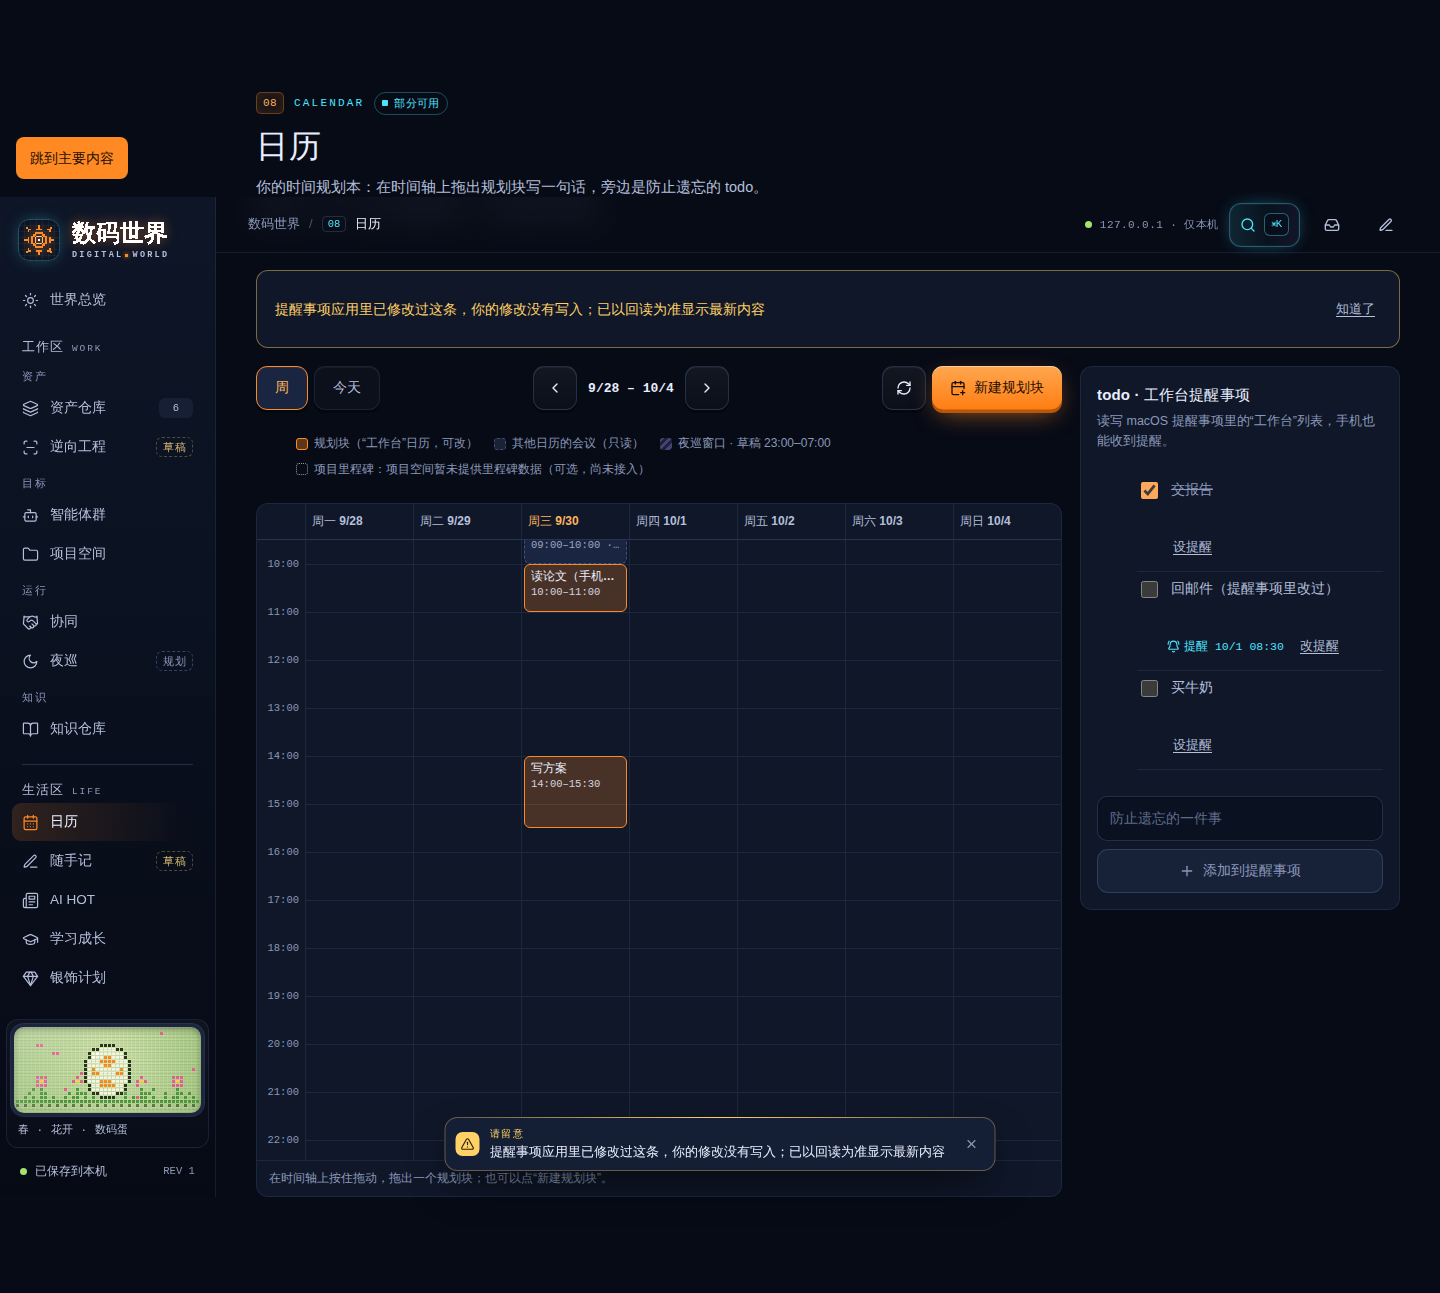 08 CALENDAR 部分可用
日历
跳到主要内容
你的时间规划本：在时间轴上拖出规划块写一句话，旁边是防止遗忘的 todo。
数码世界
DIGITAL WORLD
数码世界 / 08 日历
127.0.0.1 · 仅本机
⌘K
世界总览
工作区 WORK
资产
资产仓库 6
逆向工程 草稿
目标
智能体群
项目空间
运行
协同
夜巡 规划
知识
知识仓库
生活区 LIFE
日历
随手记 草稿
AI HOT
学习成长
银饰计划
春 · 花开 · 数码蛋
已保存到本机 REV 1
提醒事项应用里已修改过这条，你的修改没有写入；已以回读为准显示最新内容 知道了
周 今天 9/28 – 10/4 新建规划块
规划块（“工作台”日历，可改） 其他日历的会议（只读） 夜巡窗口 · 草稿 23:00–07:00
项目里程碑：项目空间暂未提供里程碑数据（可选，尚未接入）
周一 9/28 周二 9/29 周三 9/30 周四 10/1 周五 10/2 周六 10/3 周日 10/4
09:00–10:00 ·…
10:00
读论文（手机…
10:00–11:00
11:00
12:00
13:00
14:00
写方案
14:00–15:30
15:00
16:00
17:00
18:00
19:00
20:00
21:00
22:00
在时间轴上按住拖动，拖出一个规划块；也可以点“新建规划块”。
todo · 工作台提醒事项
读写 macOS 提醒事项里的“工作台”列表，手机也
能收到提醒。
交报告
设提醒
回邮件（提醒事项里改过）
提醒 10/1 08:30 改提醒
买牛奶
设提醒
防止遗忘的一件事
添加到提醒事项
请留意
提醒事项应用里已修改过这条，你的修改没有写入；已以回读为准显示最新内容